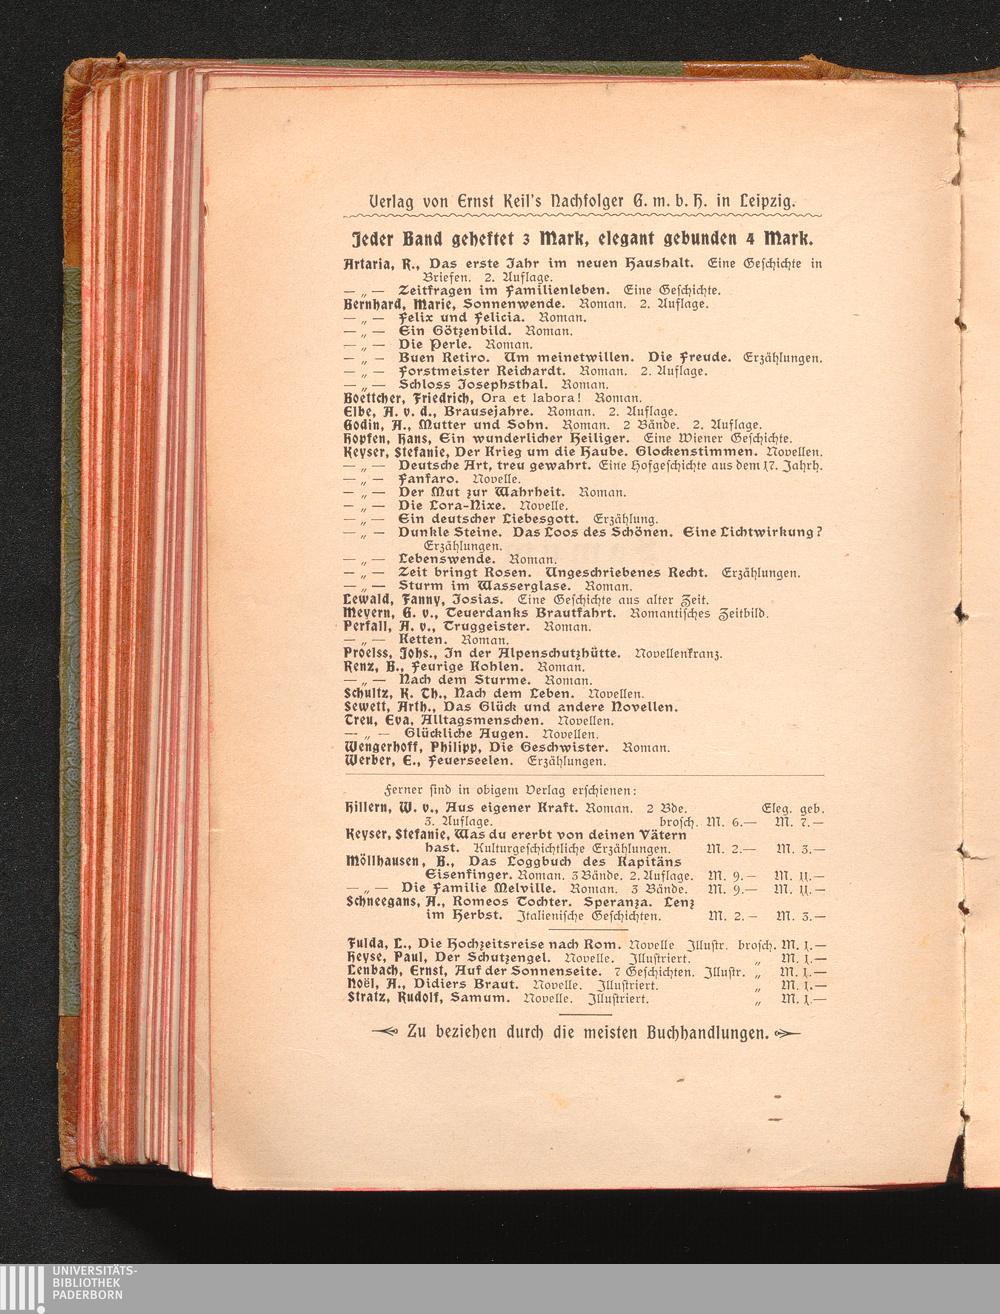 Verlag von Ernst Keil's Nachfolger G. m. b. H. in Leipzig.
Jeder Band geheftet 3 Mark, elegant gebunden 4 Mark.
Artaria, R., Das erste Jahr im neuen Haushalt. Eine Geschichte in
Briefen. 2. Auflage.
— „ — Zeitfragen im Familienleben. Eine Geschichte.
Bernhard, Marie, Sonnenwende. Roman. 2. Auflage.
— „ — Felix und Felicia. Roman.
— „ — Ein Götzenbild. Roman.
— „ — Die Perle. Roman.
— „ — Buen Retiro. Um meinetwillen. Die Freude. Erzählungen.
— „ — Forstmeister Reichardt. Roman. 2. Auflage.
— „ — Schloss Josephsthal. Roman.
Boettcher, Friedrich, Ora et labora! Roman.
Elbe, A. v. d., Brausejahre. Roman. 2. Auflage.
Godin, A., Mutter und Sohn. Roman. 2 Bände. 2. Auflage.
Hopfen, Hans, Ein wunderlicher Heiliger. Eine Wiener Geschichte.
Keyser, Stefanie, Der Krieg um die Haube. Glockenstimmen. Novellen.
— „ — Deutsche Art, treu gewahrt. Eine Hofgeschichte aus dem 17. Jahrh.
— „ — Fanfaro. Novelle.
— „ — Der Mut zur Wahrheit. Roman.
— „ — Die Lora-Nixe. Novelle.
— „ — Ein deutscher Liebesgott. Erzählung.
— „ — Dunkle Steine. Das Loos des Schönen. Eine Lichtwirkung?
Erzählungen.
— „ — Lebenswende. Roman.
— „ — Zeit bringt Rosen. Ungeschriebenes Recht. Erzählungen.
— „ — Sturm im Wasserglase. Roman.
Lewald, Fanny, Josias. Eine Geschichte aus alter Zeit.
Meyern, G. v., Teuerdanks Brautfahrt. Romantisches Zeitbild.
Perfall, A. v., Truggeister. Roman.
— „ — Ketten. Roman.
Proelss, Johs., In der Alpenschutzhütte. Novellenkranz.
Renz, B., Feurige Kohlen. Roman.
— „ — Nach dem Sturme. Roman.
Schultz, K. Th., Nach dem Leben. Novellen.
Sewett, Arth., Das Glück und andere Novellen.
Treu, Eva, Alltagsmenschen. Novellen.
— „ — Glückliche Augen. Novellen.
Wengerhoff, Philipp, Die Geschwister. Roman.
Werber, E., Feuerseelen. Erzählungen.
Ferner sind in obigem Verlag erschienen:
Hillern, W. v., Aus eigener Kraft. Roman. 2 Bde. Eleg. geb.
3. Auflage. brosch. M. 6.— M. 7.—
Keyser, Stefanie, Was du ererbt von deinen Vätern
hast. Kulturgeschichtliche Erzählungen. M. 2.— M. 3.—
Möllhausen, B., Das Loggbuch des Kapitäns
Eisenfinger. Roman. 3 Bände. 2. Auflage. M. 9.— M. 11.—
— „ — Die Familie Melville. Roman. 3 Bände. M. 9.— M. 11.—
Schneegans, A., Romeos Tochter. Speranza. Lenz
im Herbst. Italienische Geschichten. M. 2.— M. 3.—
Fulda, L., Die Hochzeitsreise nach Rom. Novelle Illustr. brosch. M. 1.—
Heyse, Paul, Der Schutzengel. Novelle. Illustriert. „ M. 1.—
Lenbach, Ernst, Auf der Sonnenseite. 7 Geschichten. Illustr. „ M. 1.—
Noël, A., Didiers Braut. Novelle. Illustriert. „ M. 1.—
Stratz, Rudolf, Samum. Novelle. Illustriert. „ M. 1.—
Zu beziehen durch die meisten Buchhandlungen.
UNIVERSITÄTS-
BIBLIOTHEK
PADERBORN